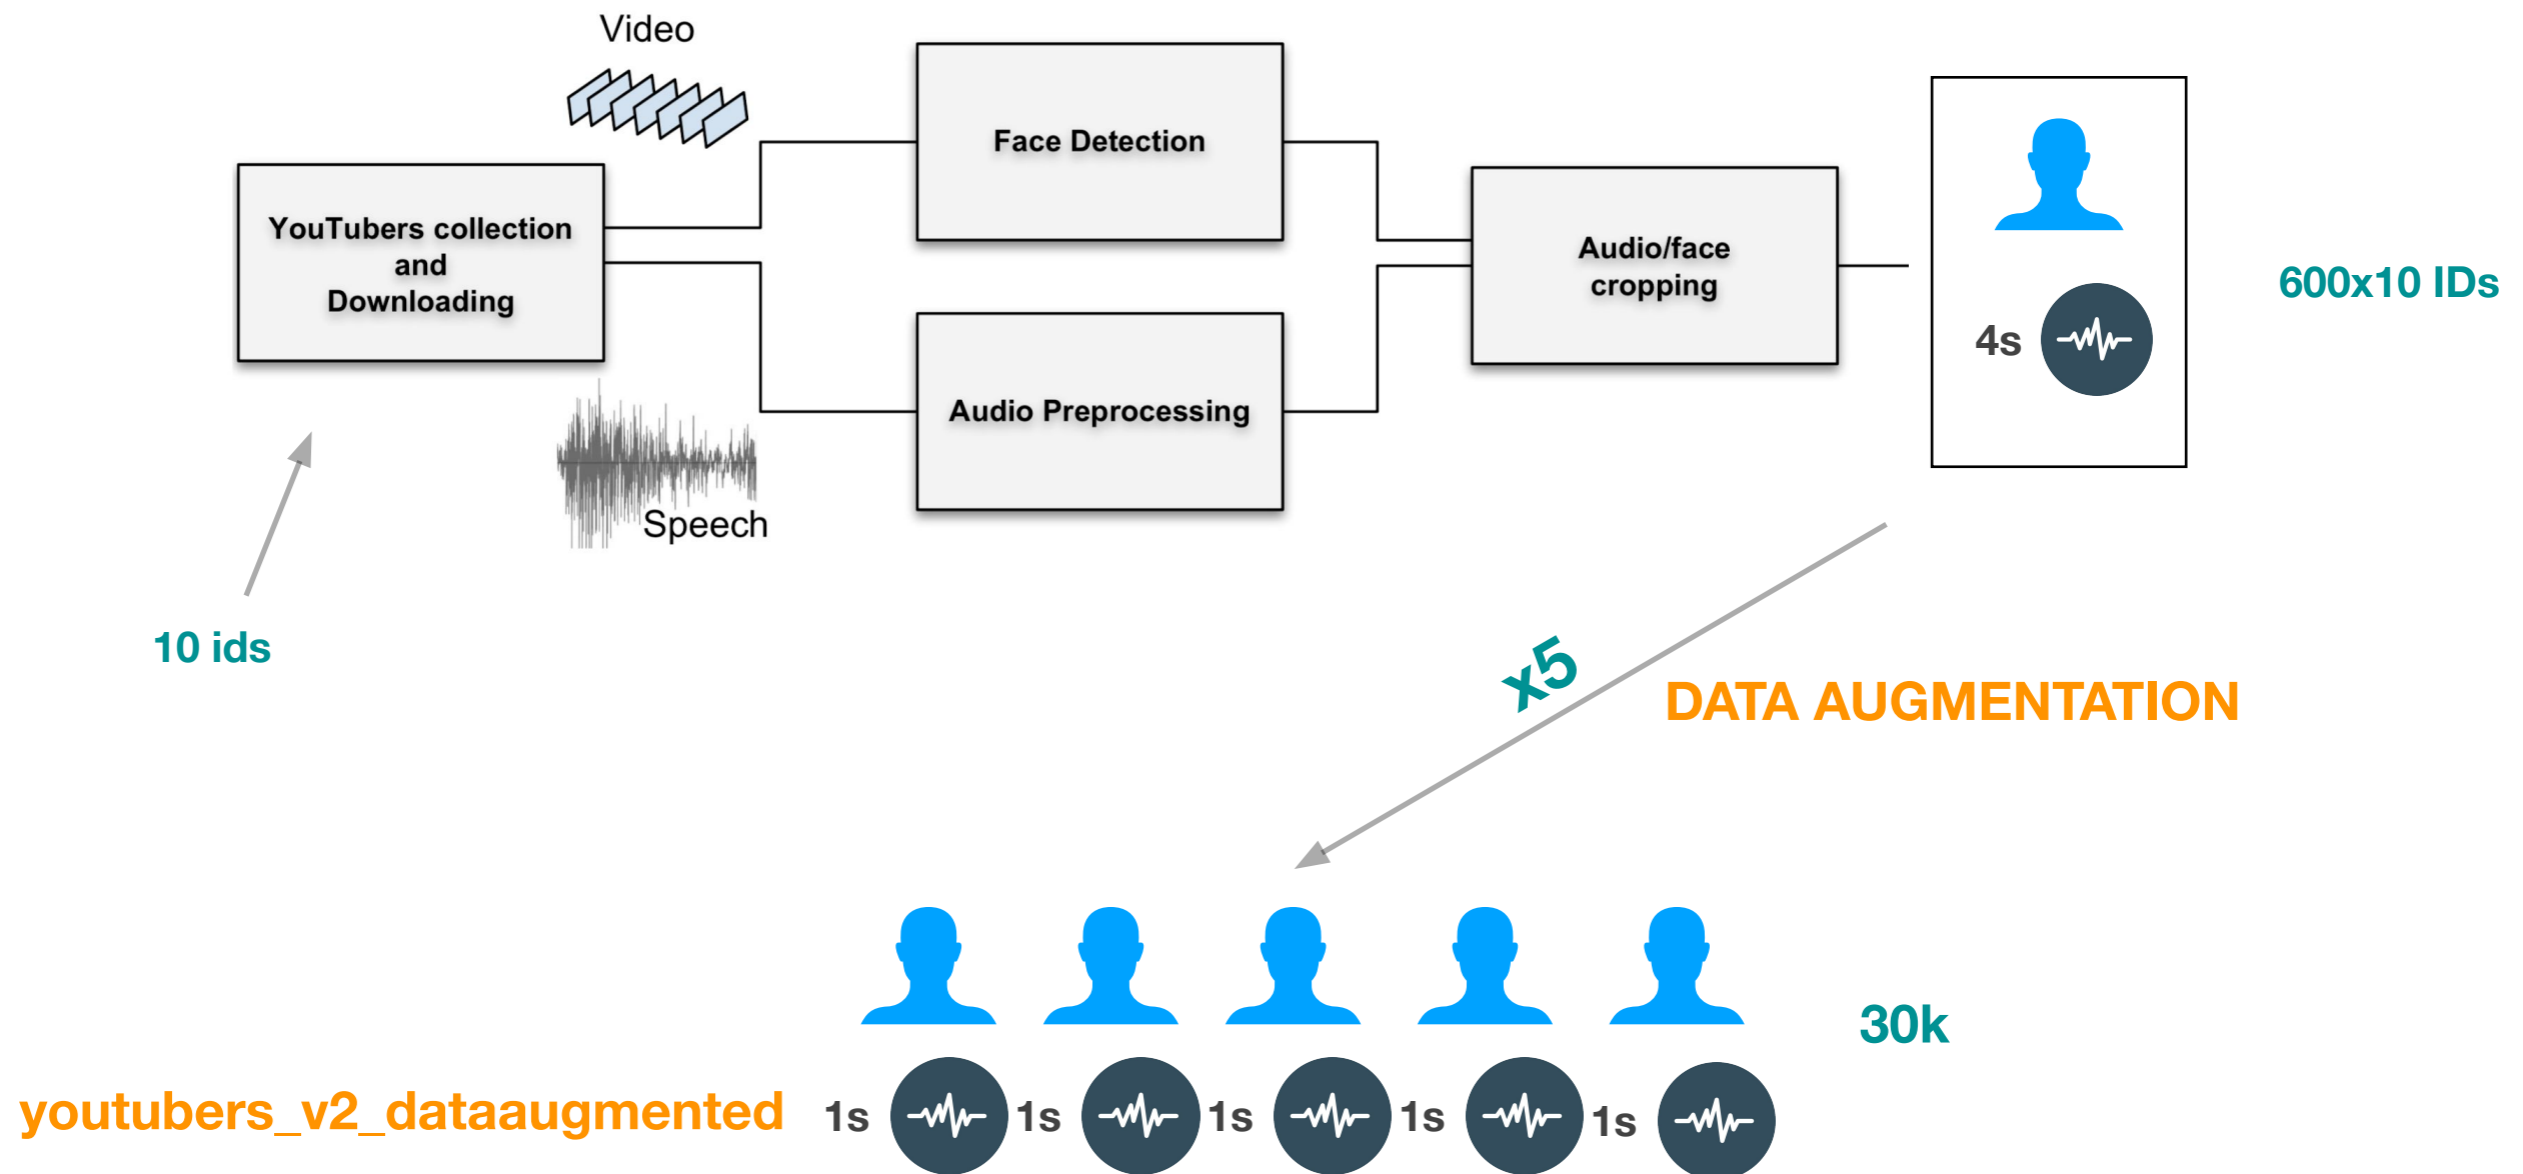 Video
Face Detection
YouTubers collection
and
Downloading
Audio/face
cropping
600x10 IDs
4s
Audio Preprocessing
Speech
10 ids
x5
DATA AUGMENTATION
30k
youtubers_v2_dataaugmented
1s
1s
1s
1s
1s